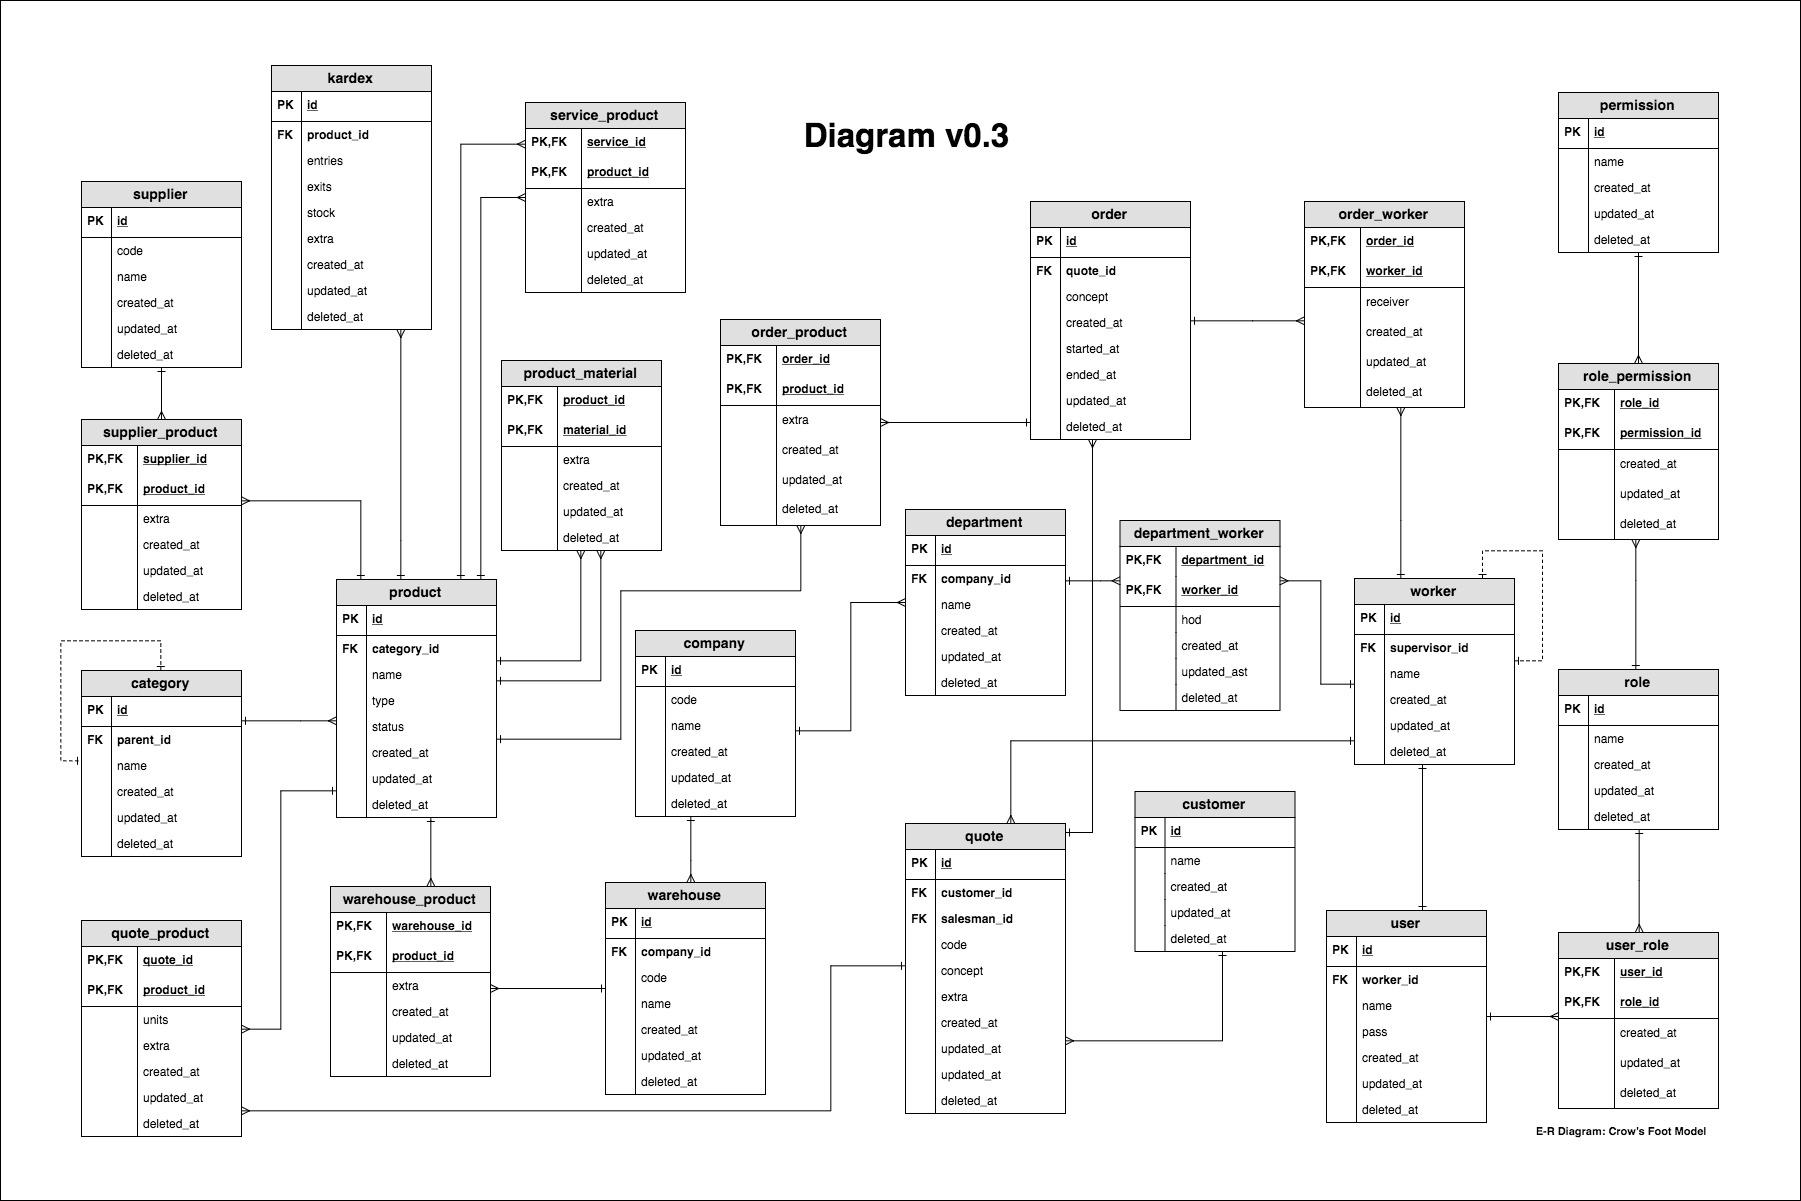 Diagram v0.3
kardex
PK id
FK product_id
entries
exits
stock
extra
created_at
updated_at
deleted_at
service_product
PK,FK service_id
PK,FK product_id
extra
created_at
updated_at
deleted_at
permission
PK id
name
created_at
updated_at
deleted_at
supplier
PK id
code
name
created_at
updated_at
deleted_at
order
PK id
FK quote_id
concept
created_at
started_at
ended_at
updated_at
deleted_at
order_worker
PK,FK order_id
PK,FK worker_id
receiver
created_at
updated_at
deleted_at
order_product
PK,FK order_id
PK,FK product_id
extra
created_at
updated_at
deleted_at
product_material
PK,FK product_id
PK,FK material_id
extra
created_at
updated_at
deleted_at
role_permission
PK,FK role_id
PK,FK permission_id
created_at
updated_at
deleted_at
supplier_product
PK,FK supplier_id
PK,FK product_id
extra
created_at
updated_at
deleted_at
department
PK id
FK company_id
name
created_at
updated_at
deleted_at
department_worker
PK,FK department_id
PK,FK worker_id
hod
created_at
updated_ast
deleted_at
product
PK id
FK category_id
name
type
status
created_at
updated_at
deleted_at
worker
PK id
FK supervisor_id
name
created_at
updated_at
deleted_at
company
PK id
code
name
created_at
updated_at
deleted_at
category
PK id
FK parent_id
name
created_at
updated_at
deleted_at
role
PK id
name
created_at
updated_at
deleted_at
customer
PK id
name
created_at
updated_at
deleted_at
quote
PK id
FK customer_id
FK salesman_id
code
concept
extra
created_at
updated_at
updated_at
deleted_at
warehouse_product
PK,FK warehouse_id
PK,FK product_id
extra
created_at
updated_at
deleted_at
warehouse
PK id
FK company_id
code
name
created_at
updated_at
deleted_at
quote_product
PK,FK quote_id
PK,FK product_id
units
extra
created_at
updated_at
deleted_at
user
PK id
FK worker_id
name
pass
created_at
updated_at
deleted_at
user_role
PK,FK user_id
PK,FK role_id
created_at
updated_at
deleted_at
E-R Diagram: Crow's Foot Model